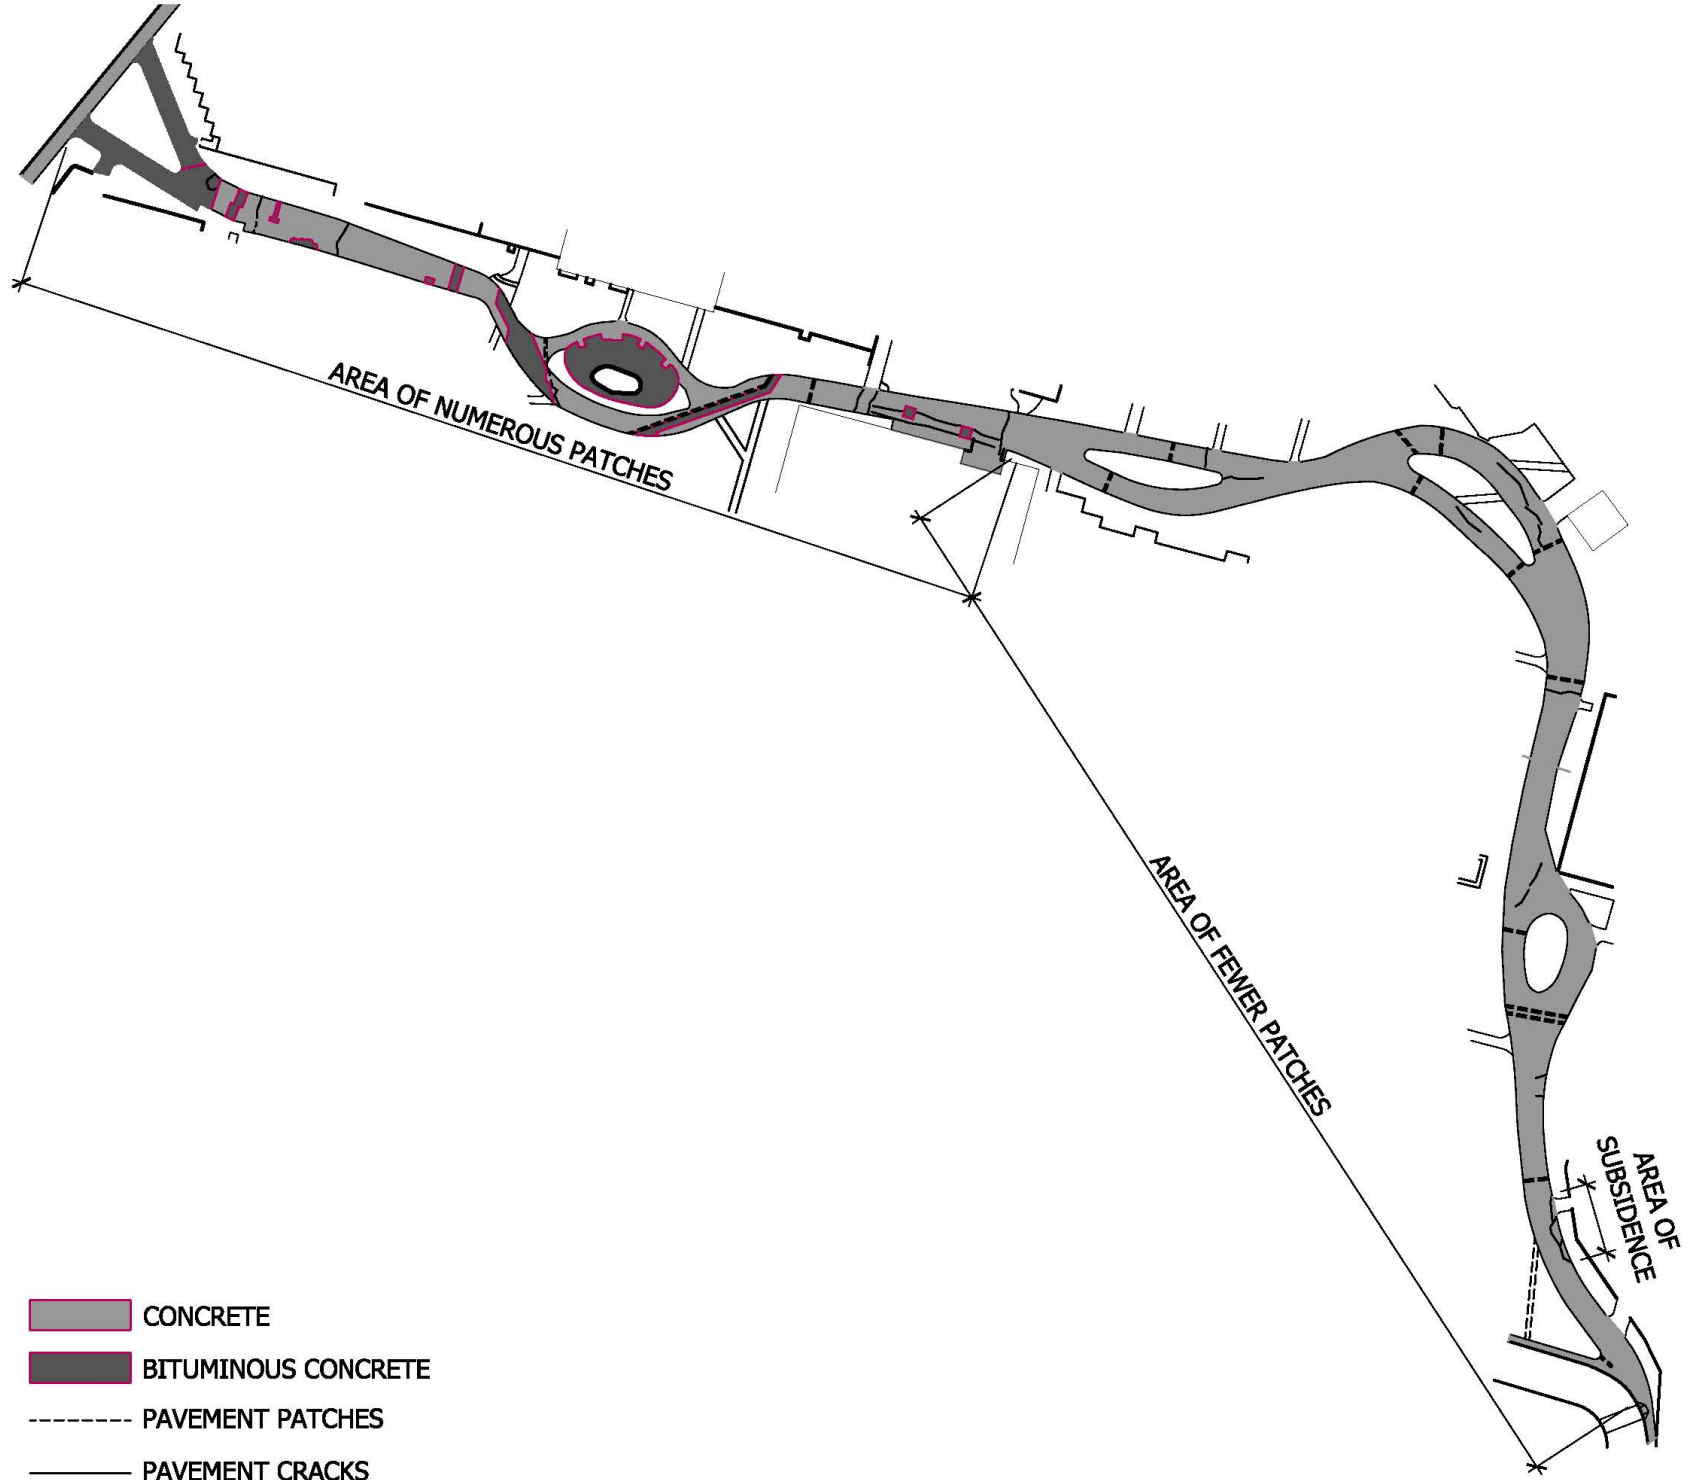 AREA OF NUMEROUS PATCHES
AREA OF FEWER PATCHES
AREA OF
SUBSIDENCE
CONCRETE
BITUMINOUS CONCRETE
PAVEMENT PATCHES
PAVEMENT CRACKS